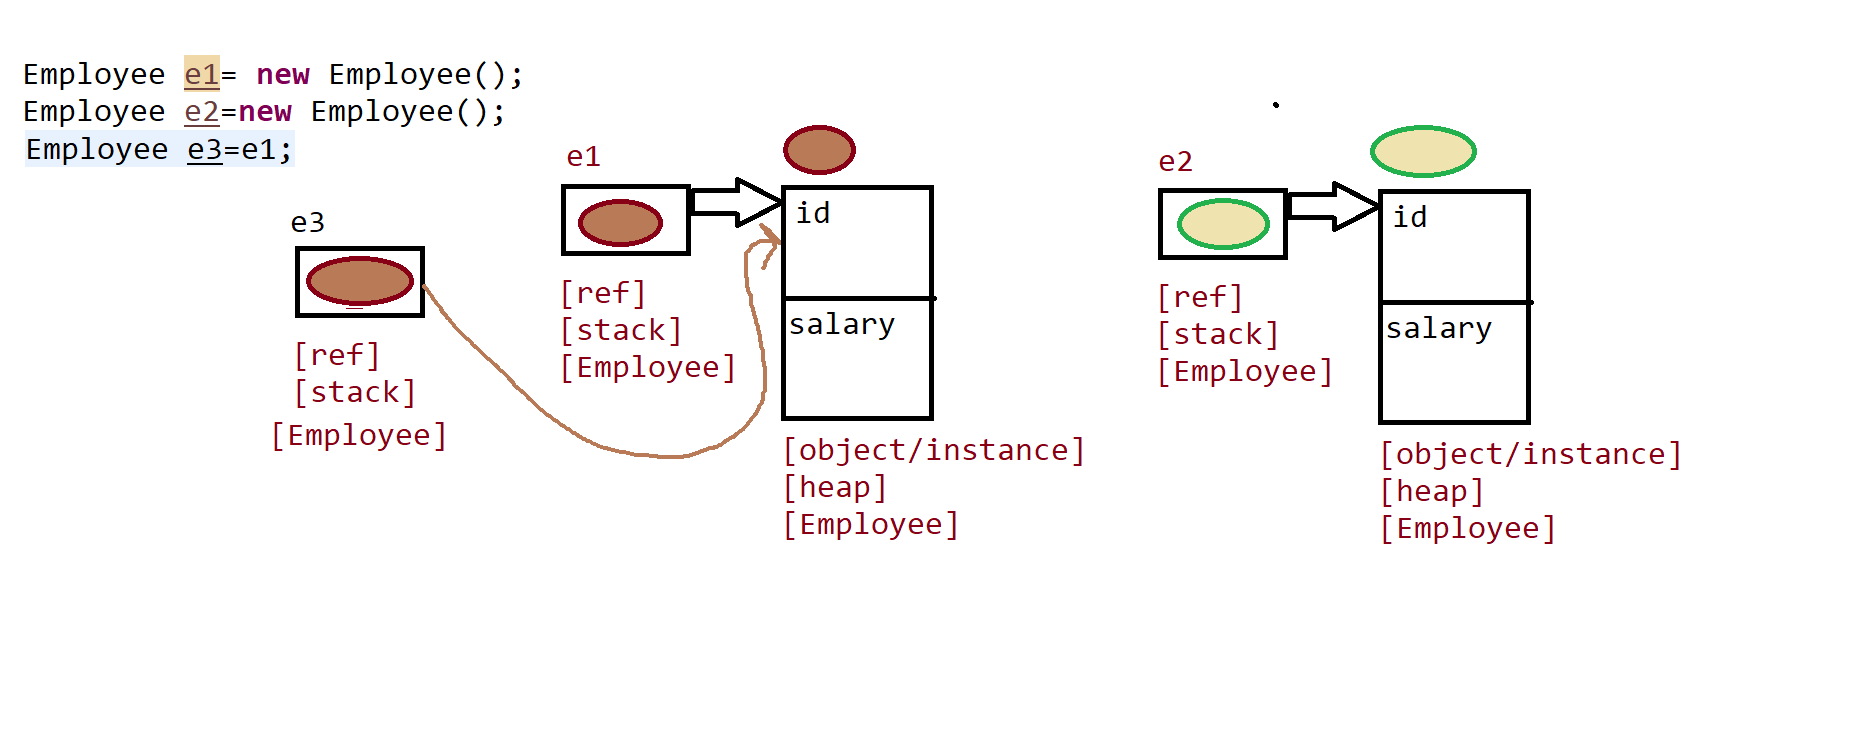 Employee e1= new Employee();
Employee e2=new Employee();
Employee e3=e1;
e3
[ref]
[stack]
[Employee]
e1
[ref]
[stack]
[Employee]
id
salary
[object/instance]
[heap]
[Employee]
e2
[ref]
[stack]
[Employee]
id
salary
[object/instance]
[heap]
[Employee]